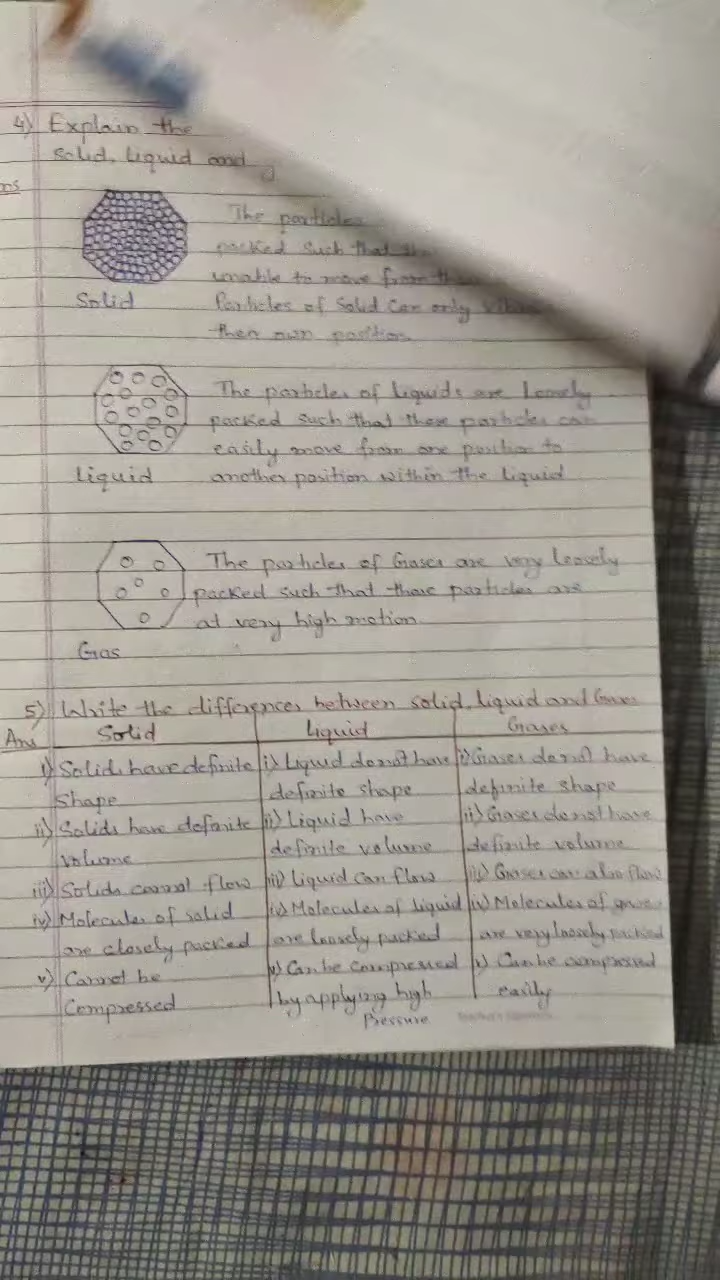 4) Explain the
solid, liquid and
ns
The particles
packed such that
unable to move from
Solid
Particles of Solid can only
then own position
The particles of liquids are Loosely
packed such that these particles can
easily move from one position to
liquid
another position within the liquid
The particles of Gases are very loosely
packed such that those particles are
at very high motion.
Gas
5) Write the differences between solid, liquid and Gases
Ans Solid Liquid Gases
i) Solids have definite i) Liquid donot have i) Gases donot have
Shape definite shape definite shape
ii) Solids have definite ii) Liquid have ii) Gases donot have
volume definite volume definite volume
iii) Solids cannot flow iii) Liquid can flow iii) Gases can also flow
iv) Molecules of solid iv) Molecules of liquid iv) Molecules of gases
are closely packed are loosely packed are very loosely packed
v) Cannot be v) Can be compressed v) Can be compressed
Compressed by applying high easily
Pressure